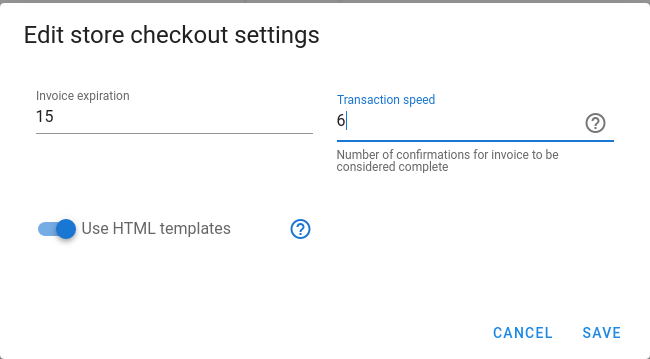 Edit store checkout settings
Invoice expiration
15
Transaction speed
6
Number of confirmations for invoice to be
considered complete
Use HTML templates
CANCEL
SAVE